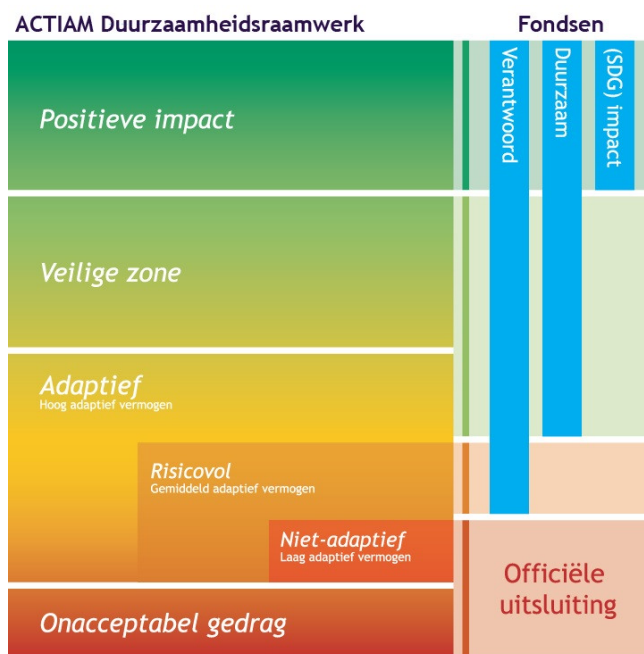 ACTIAM Duurzaamheidsraamwerk
Fondsen
Positieve impact
Verantwoord
Duurzaam
(SDG) impact
Veilige zone
Adaptief
Hoog adaptief vermogen
Risicovol
Gemiddeld adaptief vermogen
Niet-adaptief
Laag adaptief vermogen
Officiële
uitsluiting
Onacceptabel gedrag